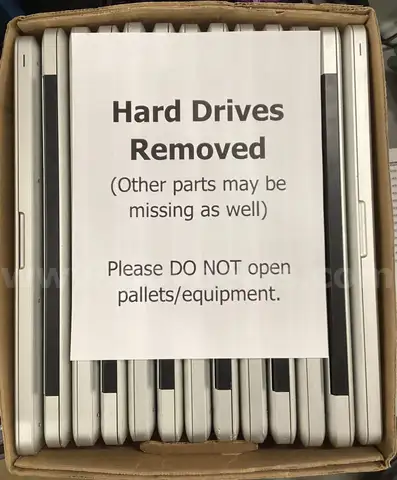 Hard Drives
Removed
(Other parts may be
missing as well)
Please DO NOT open
pallets/equipment.